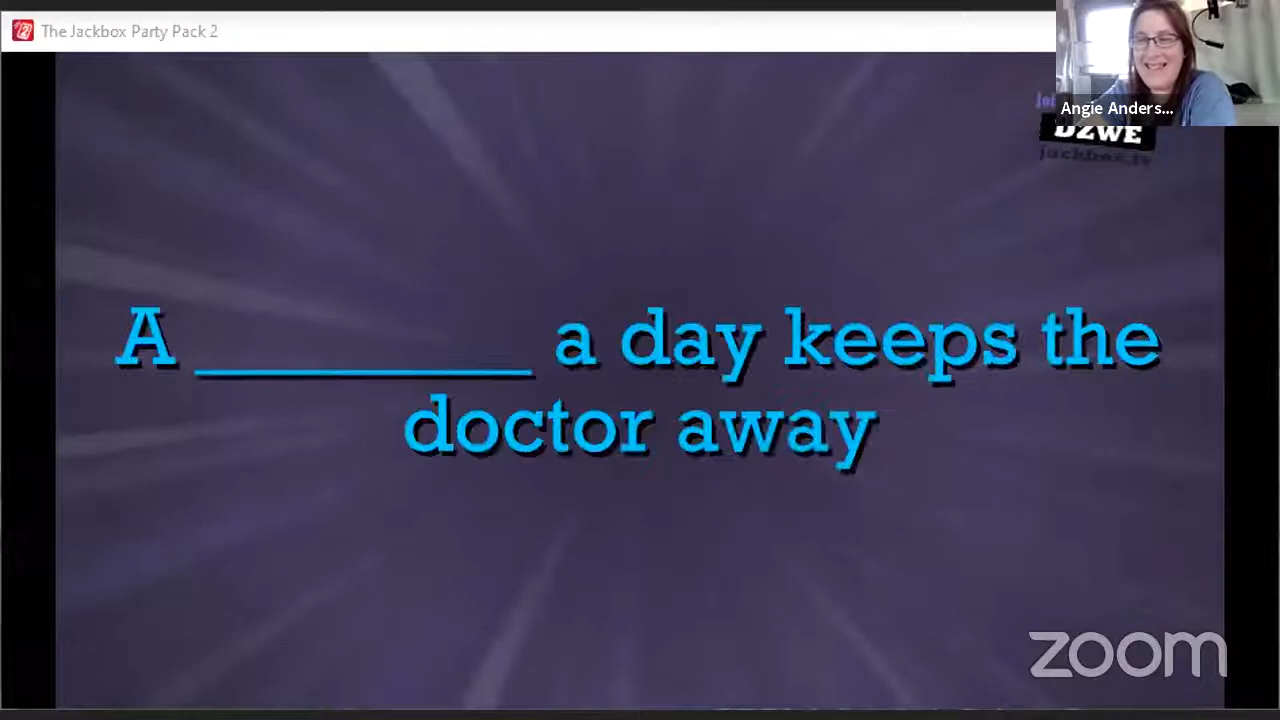 The Jackbox Party Pack 2
Angie Anders...
DZWE
A ________ a day keeps the
doctor away
zoom